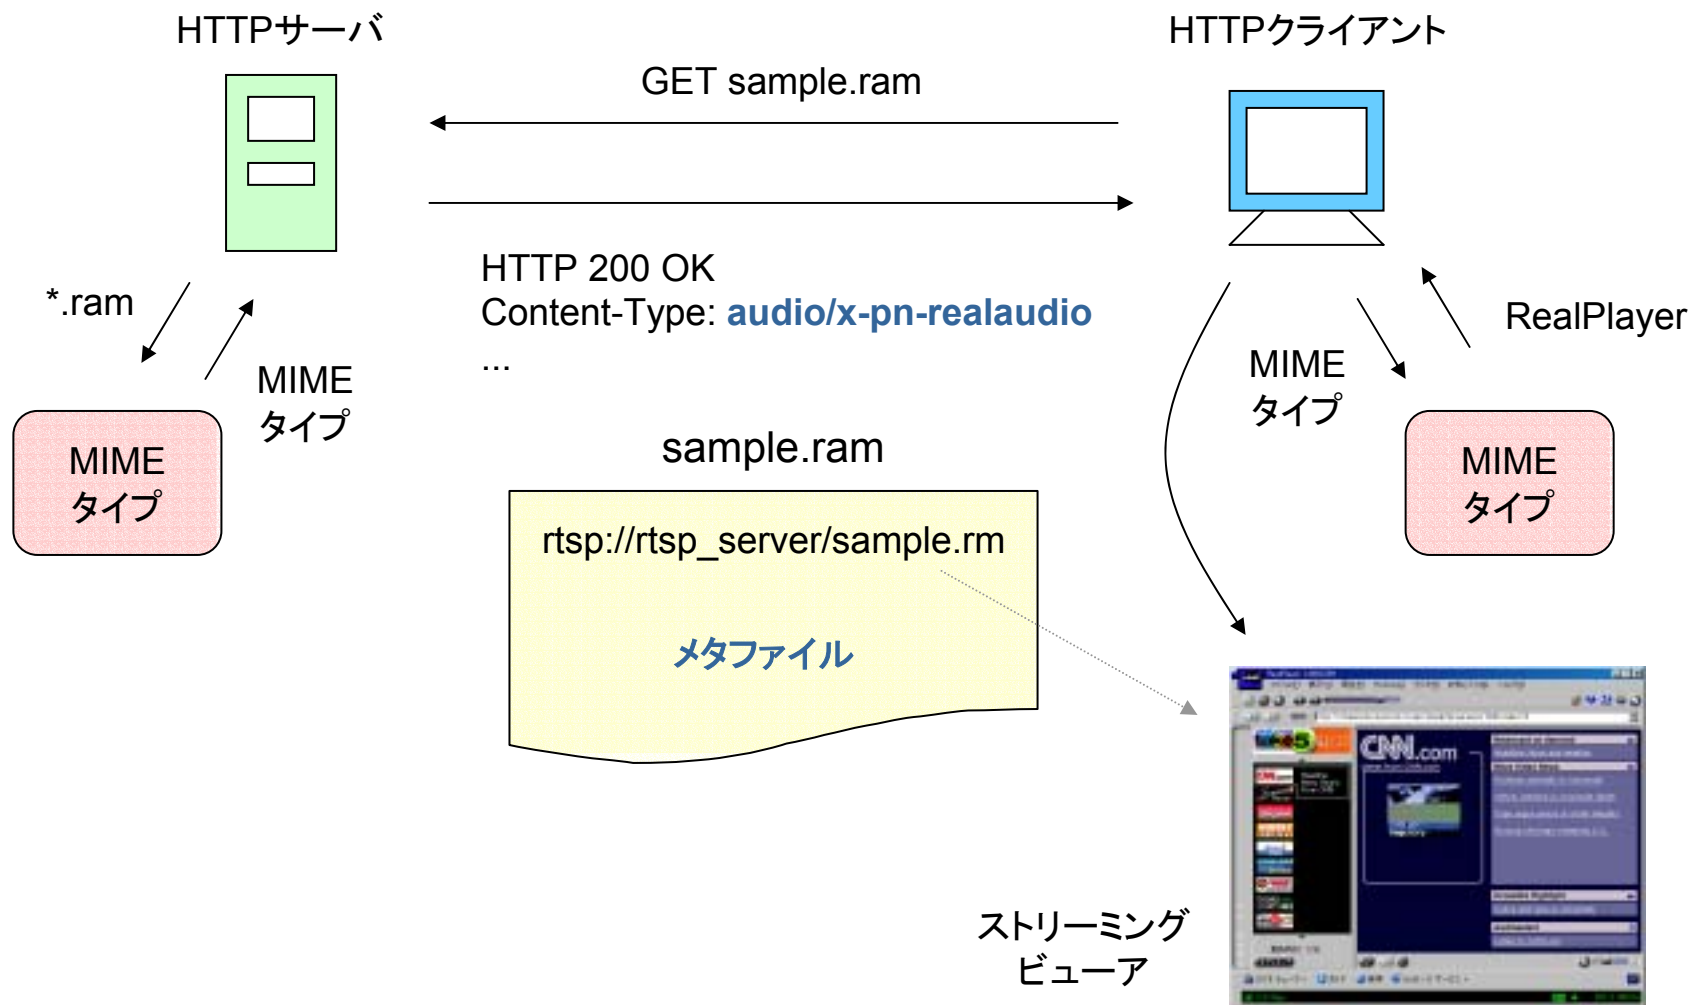 HTTPサーバ
HTTPクライアント
GET sample.ram
HTTP 200 OK
Content-Type: audio/x-pn-realaudio
...
*.ram
MIME
タイプ
MIME
タイプ
RealPlayer
MIME
タイプ
MIME
タイプ
sample.ram
rtsp://rtsp_server/sample.rm
メタファイル
CNN.com
ストリーミング
ビューア